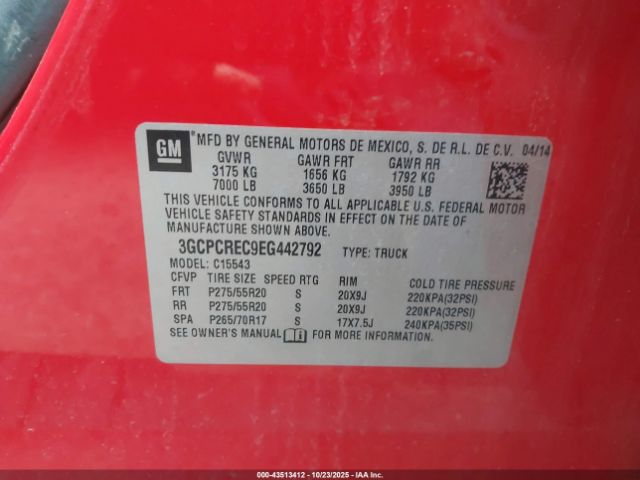 GM
*MFD BY GENERAL MOTORS DE MEXICO, S. DE R.L. DE C.V. 04/14
GVWR GAWR FRT GAWR RR
3175 KG 1656 KG 1792 KG
7000 LB 3650 LB 3950 LB
THIS VEHICLE CONFORMS TO ALL APPLICABLE U.S. FEDERAL MOTOR
VEHICLE SAFETY STANDARDS IN EFFECT ON THE DATE OF
MANUFACTURE SHOWN ABOVE.
3GCPCREC9EG442792 TYPE: TRUCK
MODEL: C15543
CFVP TIRE SIZE SPEED RTG RIM COLD TIRE PRESSURE
FRT P275/55R20 S 20X9J 220KPA(32PSI)
RR P275/55R20 S 20X9J 220KPA(32PSI)
SPA P265/70R17 S 17X7.5J 240KPA(35PSI)
SEE OWNER'S MANUAL FOR MORE INFORMATION.
000-43513412 | 10/23/2025 - IAAI.COM